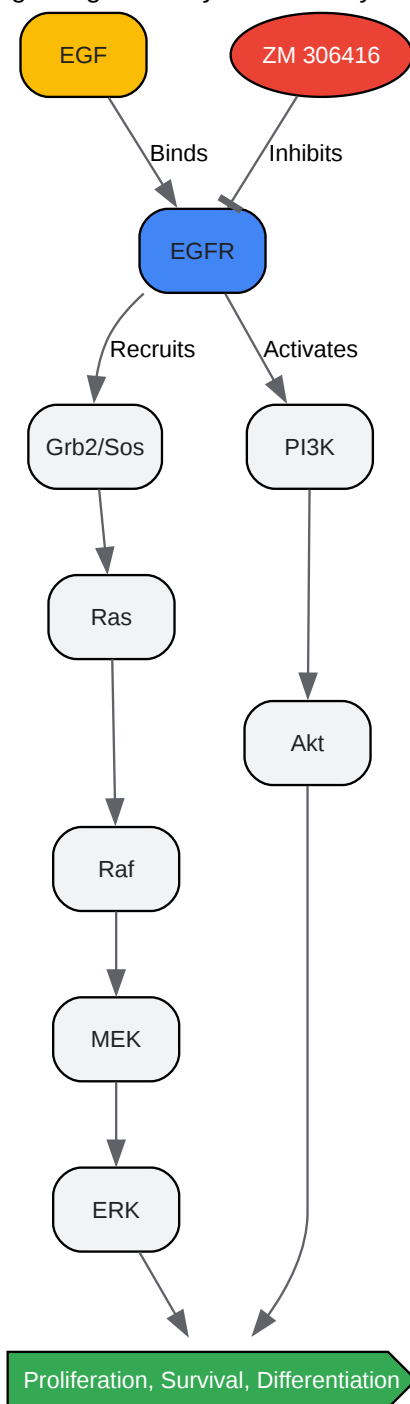 EGF
ZM 306416
Binds
Inhibits
EGFR
Recruits
Activates
Grb2/Sos
PI3K
Ras
Akt
Raf
MEK
ERK
Proliferation, Survival, Differentiation